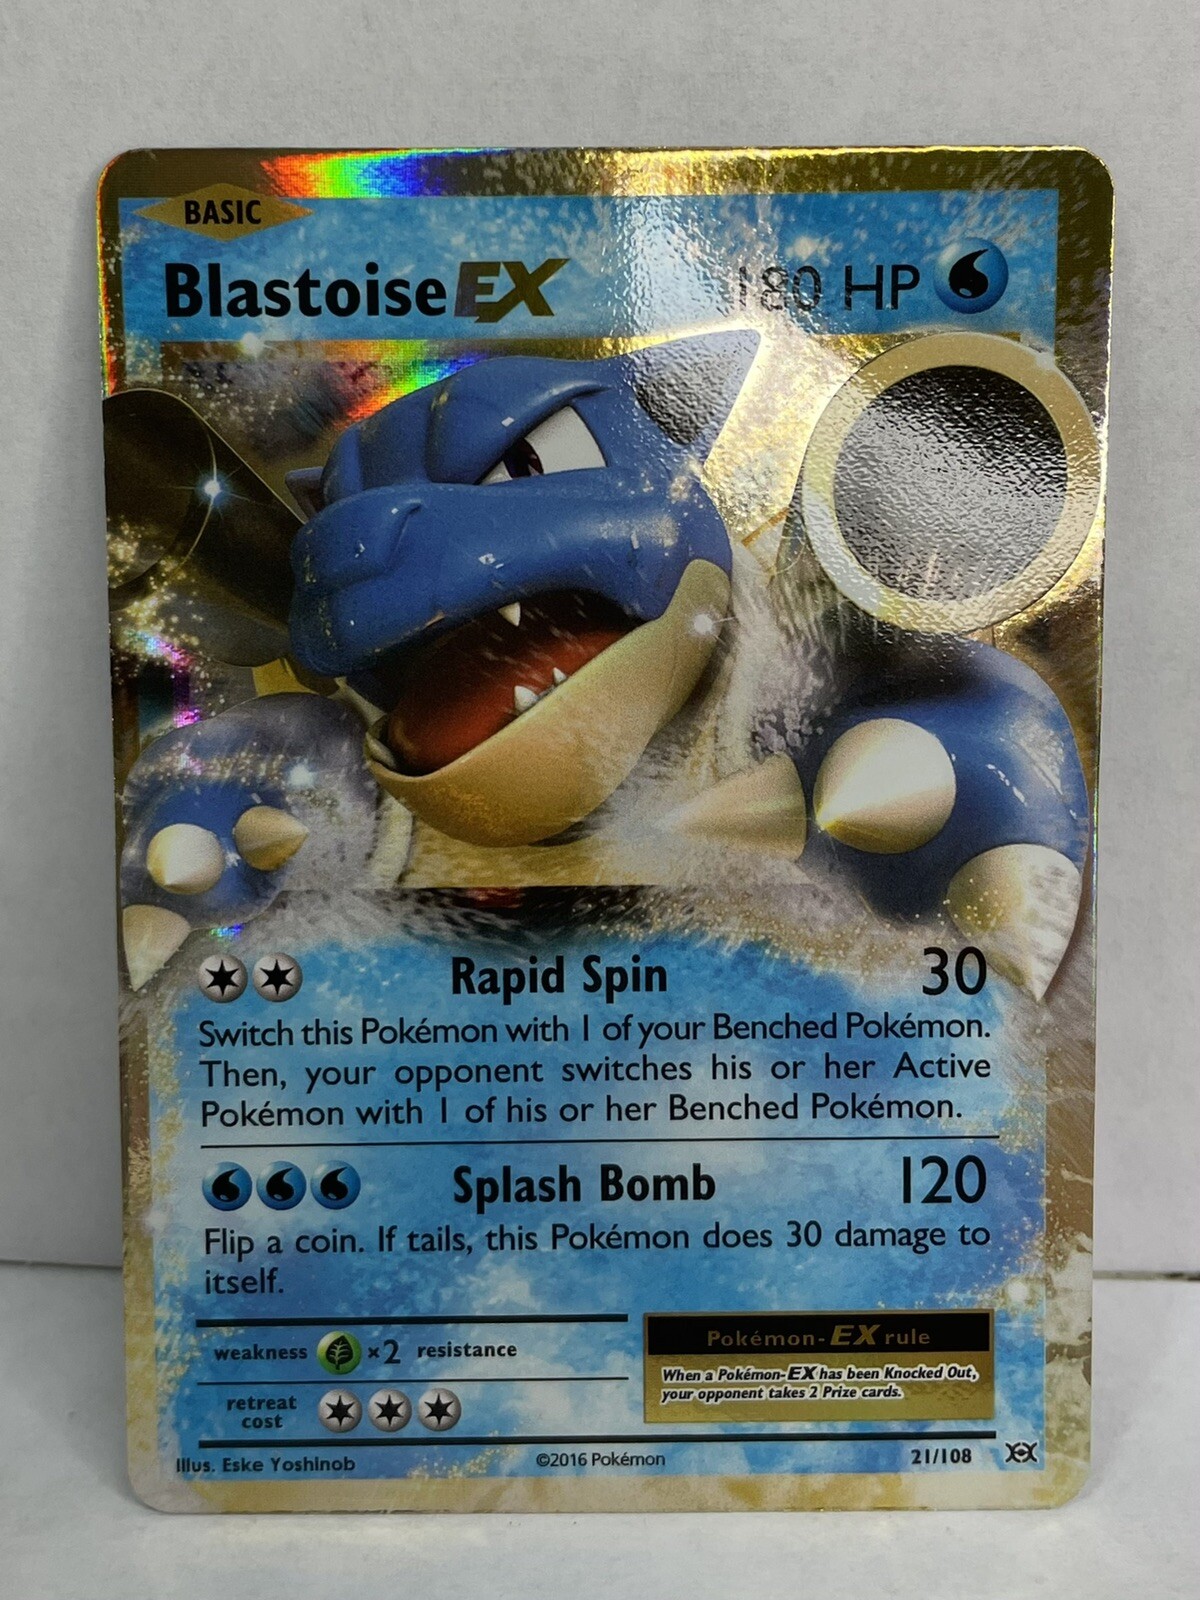 BASIC
Blastoise EX 180 HP
Rapid Spin 30
Switch this Pokémon with 1 of your Benched Pokémon.
Then, your opponent switches his or her Active
Pokémon with 1 of his or her Benched Pokémon.
Splash Bomb 120
Flip a coin. If tails, this Pokémon does 30 damage to
itself.
weakness ×2 resistance
Pokémon-EX rule
When a Pokémon-EX has been Knocked Out,
your opponent takes 2 Prize cards.
retreat
cost
Illus. Eske Yoshinob ©2016 Pokémon 21/108